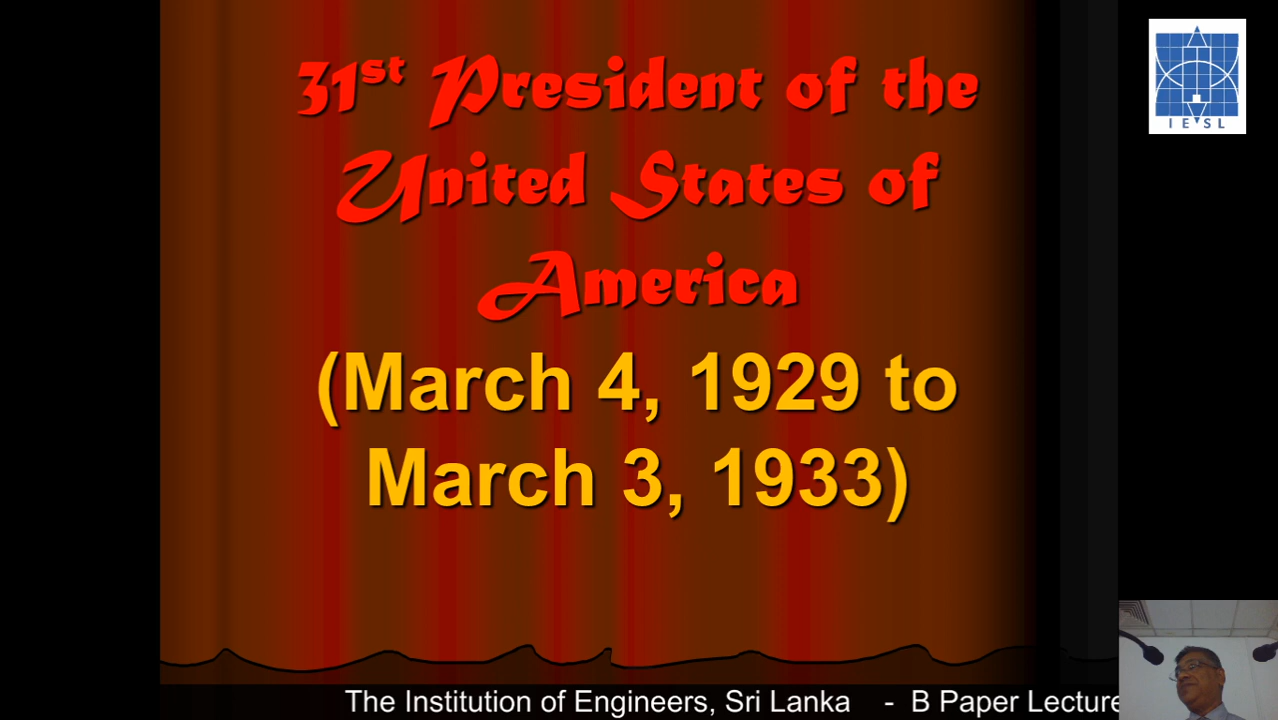 31st President of the
United States of
America
(March 4, 1929 to
March 3, 1933)
IESL
The Institution of Engineers, Sri Lanka - B Paper Lecture